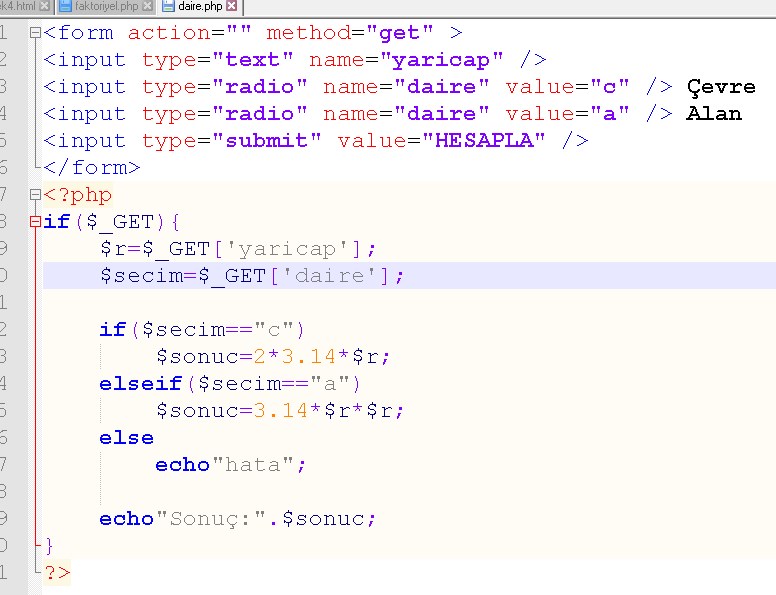 k4.html faktoriyel.php daire.php
1 <form action="" method="get" >
2 <input type="text" name="yaricap" />
3 <input type="radio" name="daire" value="c" /> Çevre
4 <input type="radio" name="daire" value="a" /> Alan
5 <input type="submit" value="HESAPLA" />
6 </form>
7 <?php
8 if($_GET){
9 $r=$_GET['yaricap'];
0 $secim=$_GET['daire'];
1
2 if($secim=="c")
3 $sonuc=2*3.14*$r;
4 elseif($secim=="a")
5 $sonuc=3.14*$r*$r;
6 else
7 echo"hata";
8
9 echo"Sonuç:".$sonuc;
0 }
1 ?>